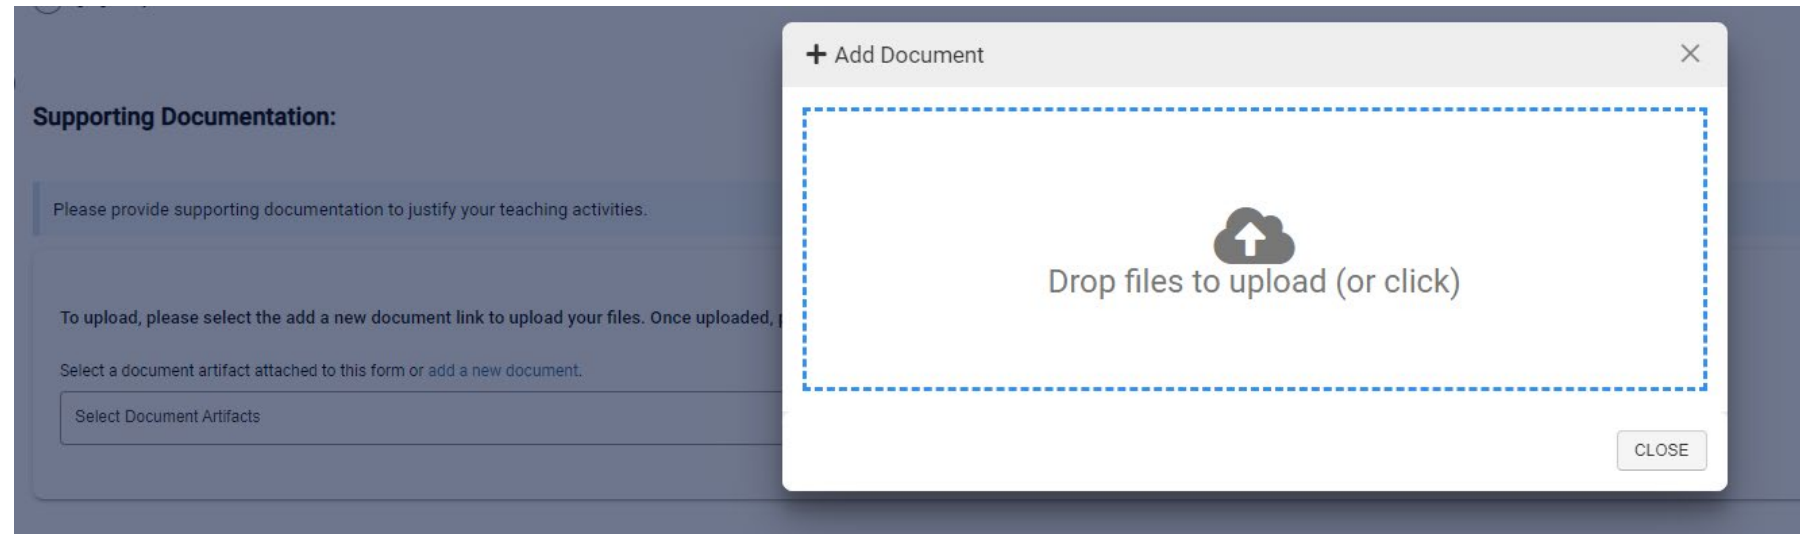 Supporting Documentation:
Please provide supporting documentation to justify your teaching activities.
To upload, please select the add a new document link to upload your files. Once uploaded,
Select a document artifact attached to this form or add a new document.
Select Document Artifacts
Add Document
Drop files to upload (or click)
CLOSE